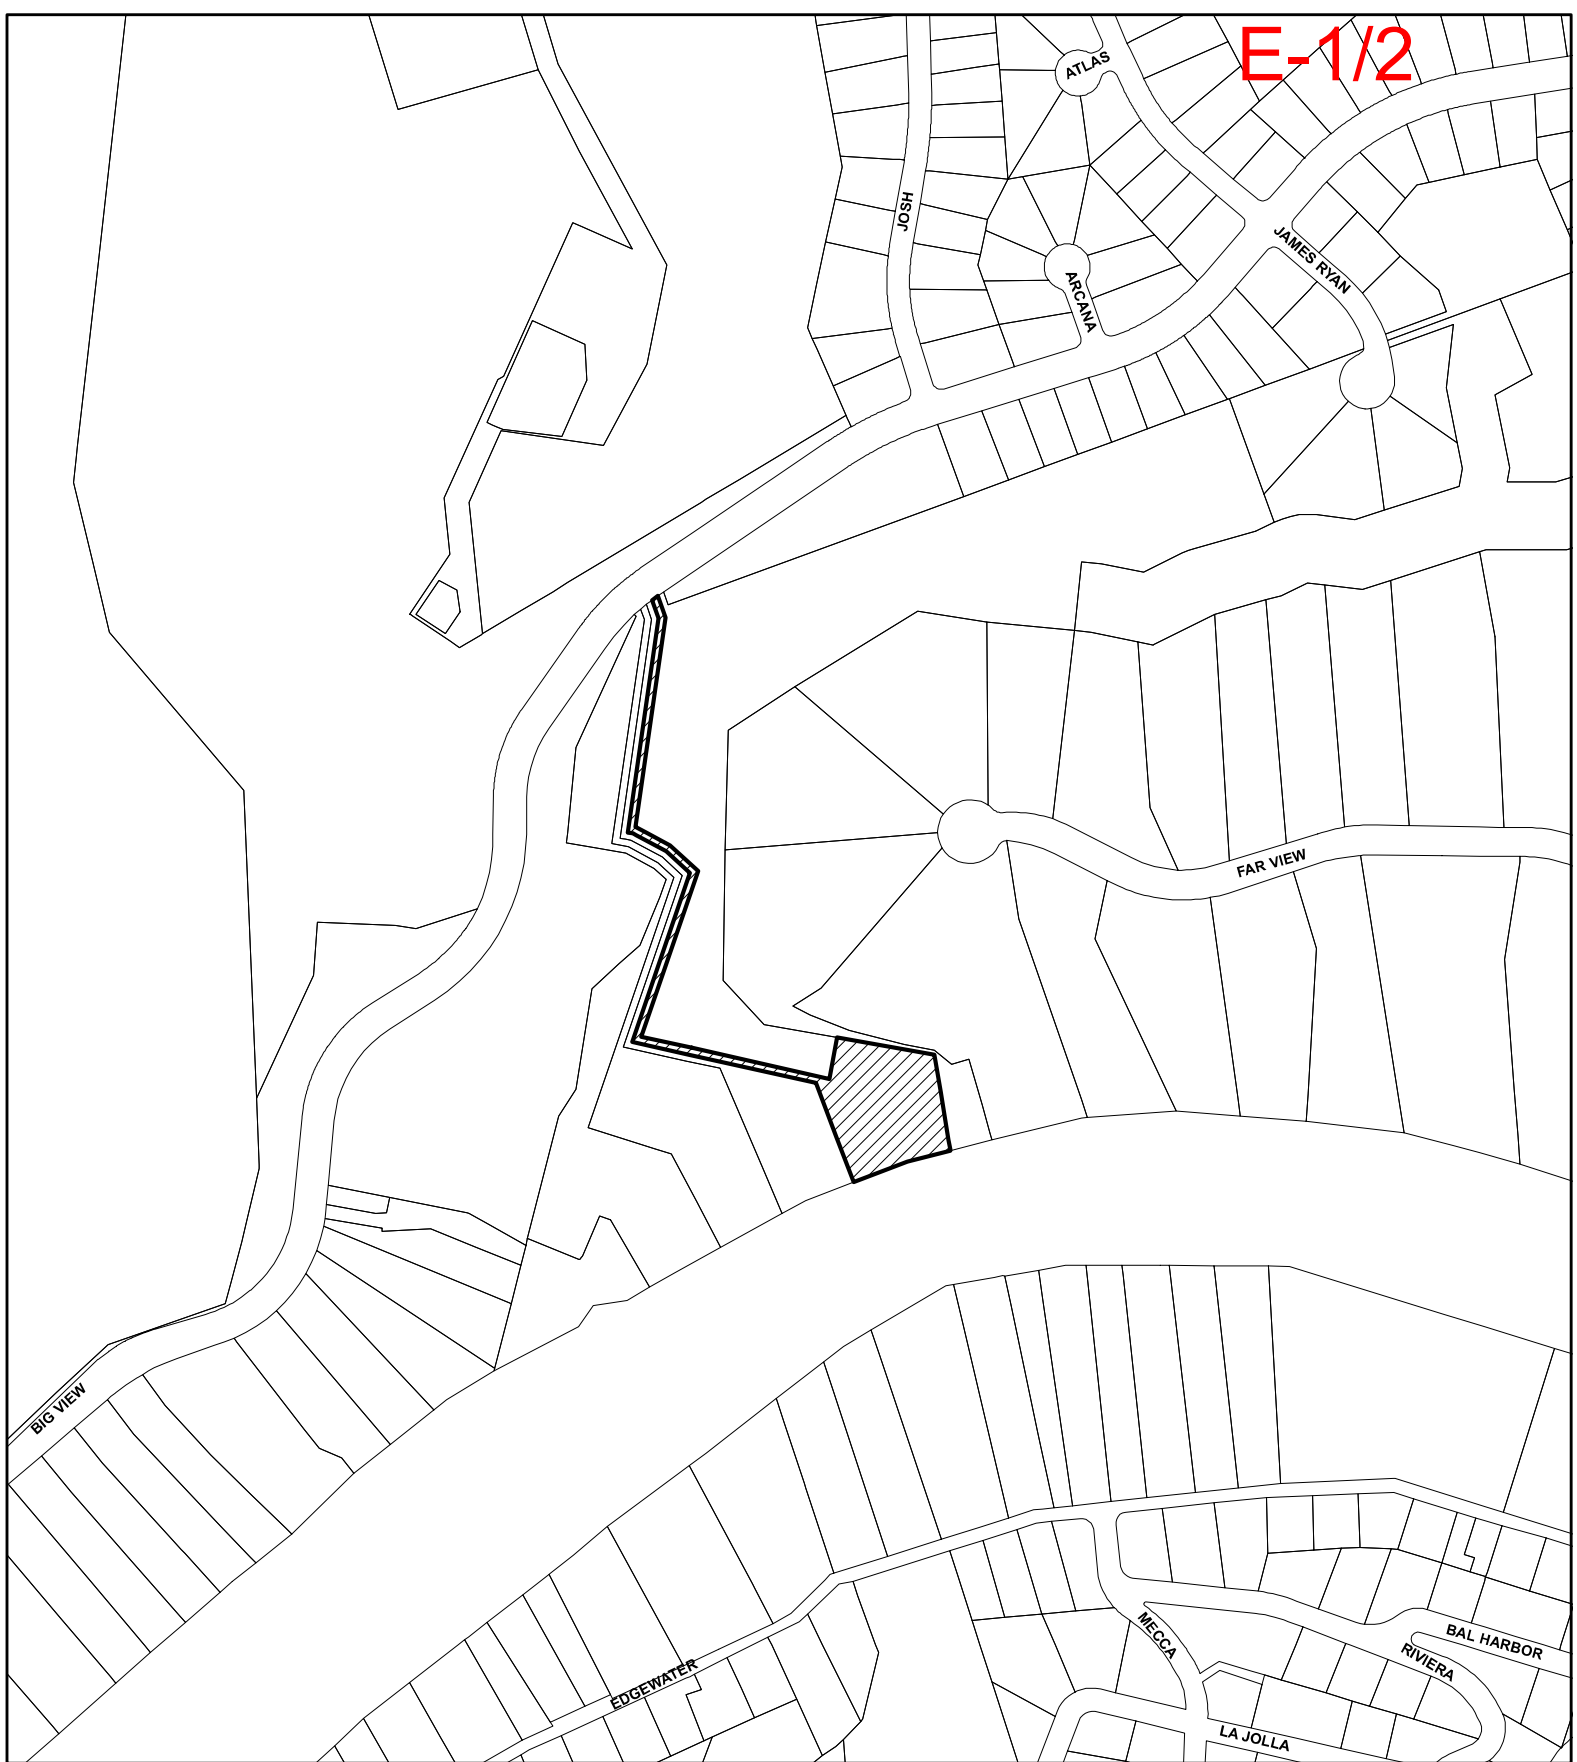 E-1/2
ATLAS
JOSH
JAMES RYAN
ARCANA
FAR VIEW
BIG VIEW
MECCA
BAL HARBOR
RIVIERA
EDGEWATER
LA JOLLA